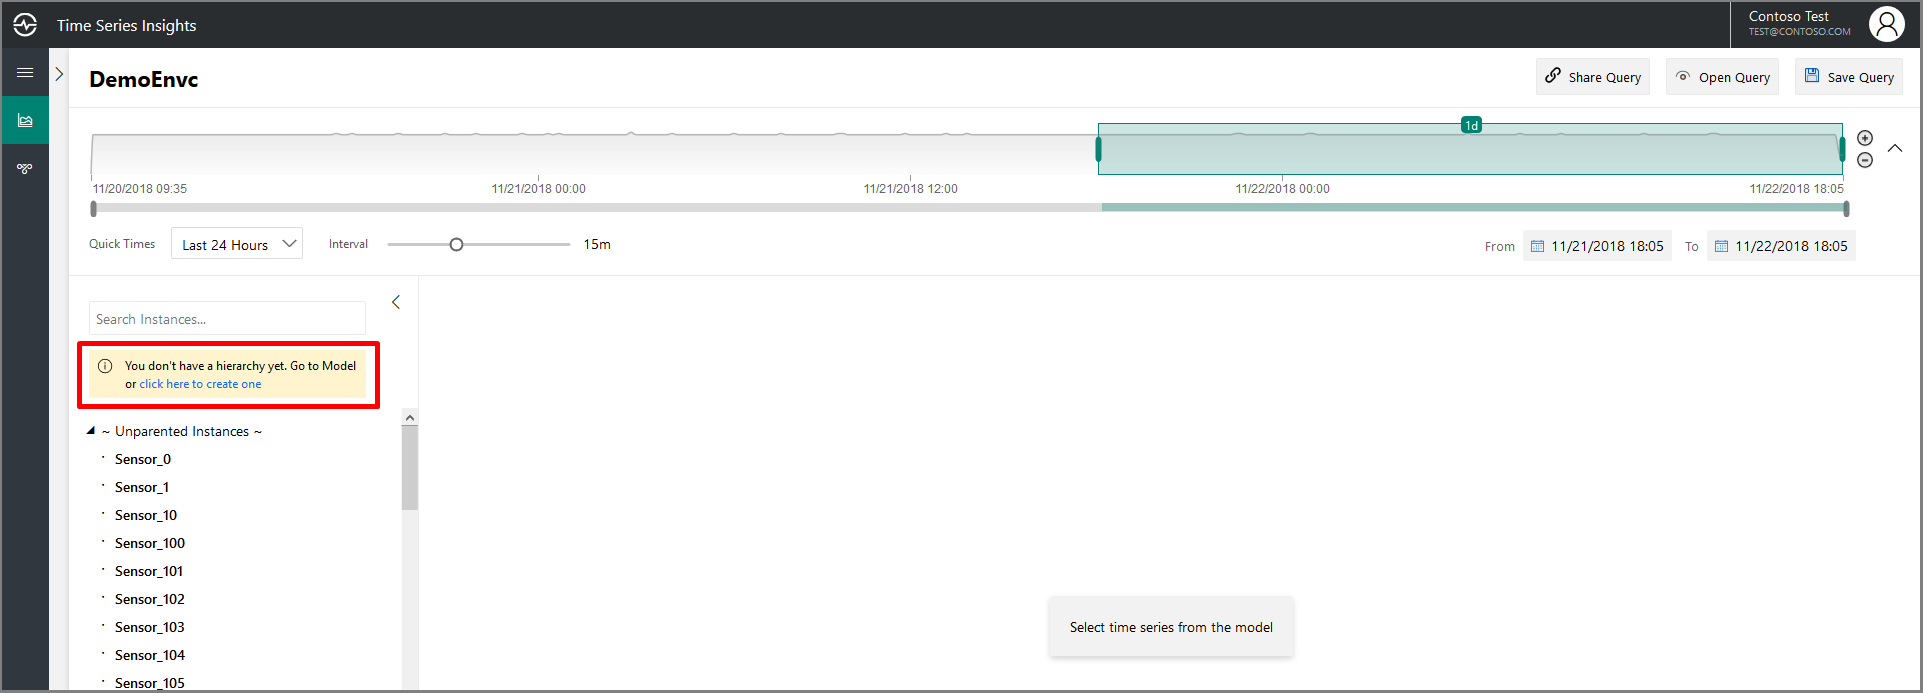 Time Series Insights
Contoso Test
TEST@CONTOSO.COM
DemoEnvc
Share Query
Open Query
Save Query
1d
11/20/2018 09:35
11/21/2018 00:00
11/21/2018 12:00
11/22/2018 00:00
11/22/2018 18:05
Quick Times
Last 24 Hours
Interval
15m
From
11/21/2018 18:05
To
11/22/2018 18:05
Search Instances...
You don't have a hierarchy yet. Go to Model
or click here to create one
~ Unparented Instances ~
Sensor_0
Sensor_1
Sensor_10
Sensor_100
Sensor_101
Sensor_102
Sensor_103
Sensor_104
Sensor_105
Select time series from the model